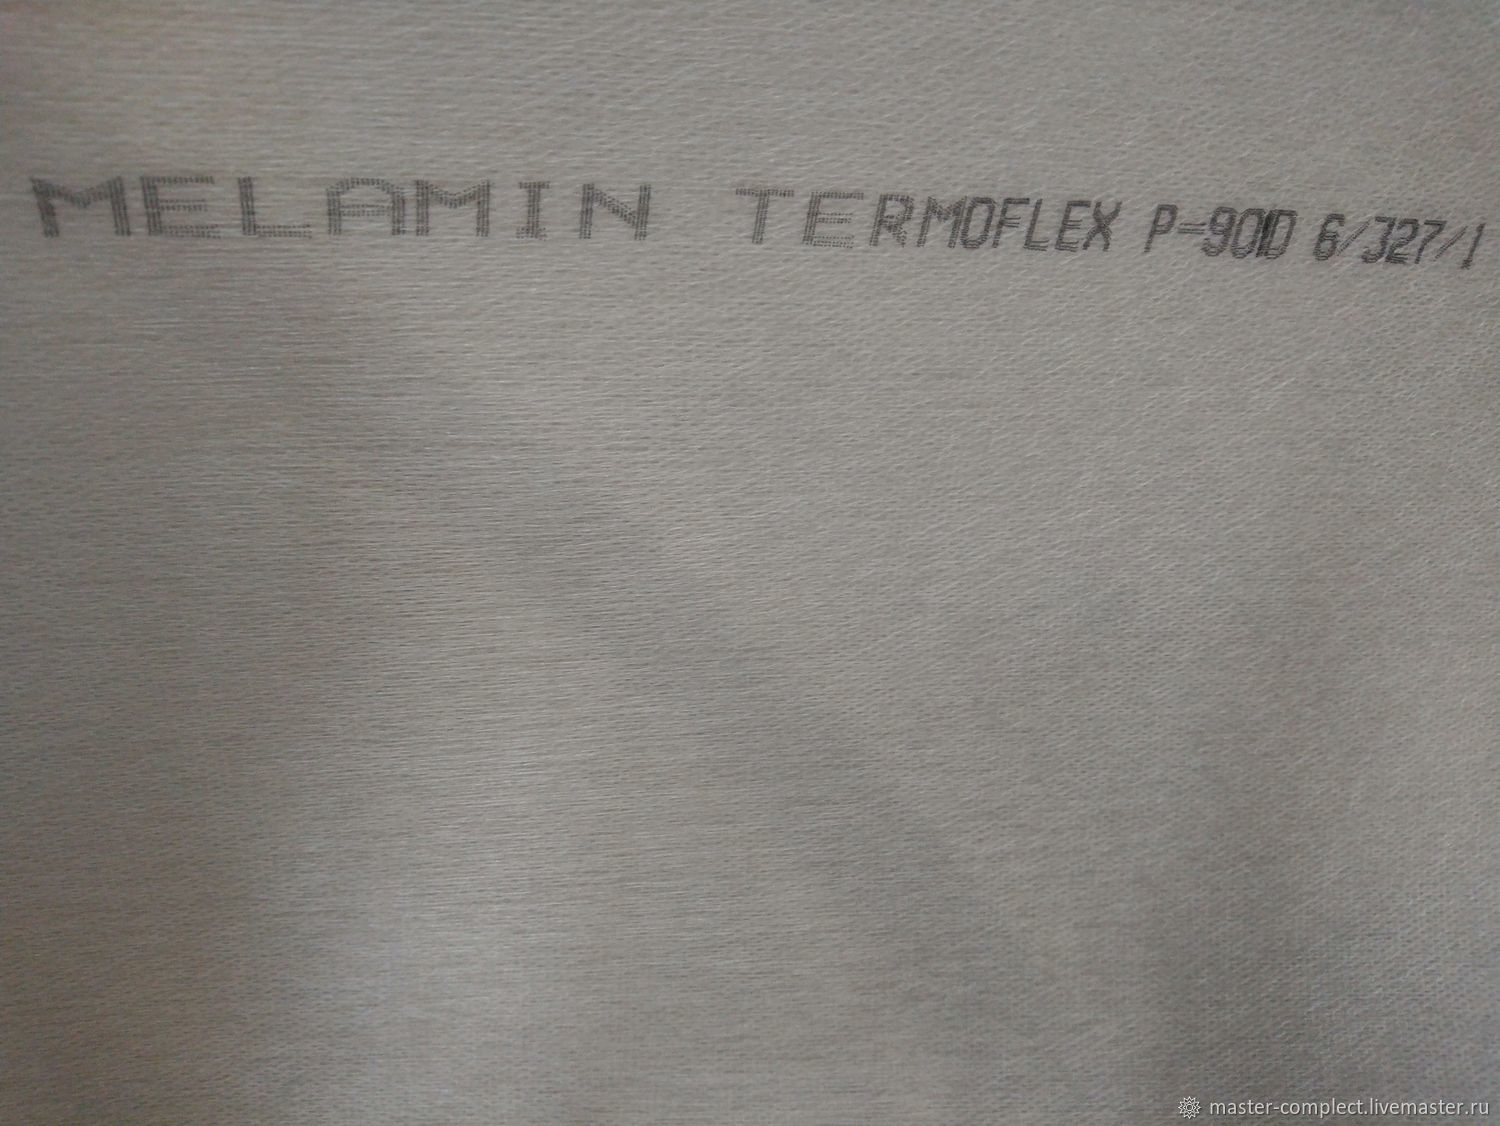 MELAMIN TERMOFLEX P-901D 6/327/1
master-complect.livemaster.ru